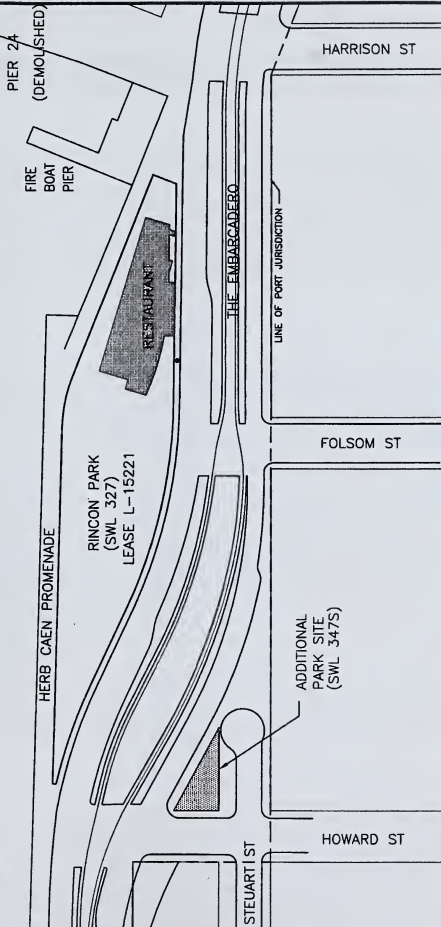 PIER 24
(DEMOLISHED)
HARRISON ST
FIRE
BOAT
PIER
THE EMBARCADERO
RESTAURANT
LINE OF PORT JURISDICTION
FOLSOM ST
RINCON PARK
(SWL 327)
LEASE L-15221
HERB CAEN PROMENADE
ADDITIONAL
PARK SITE
(SWL 347S)
STEUART ST
HOWARD ST